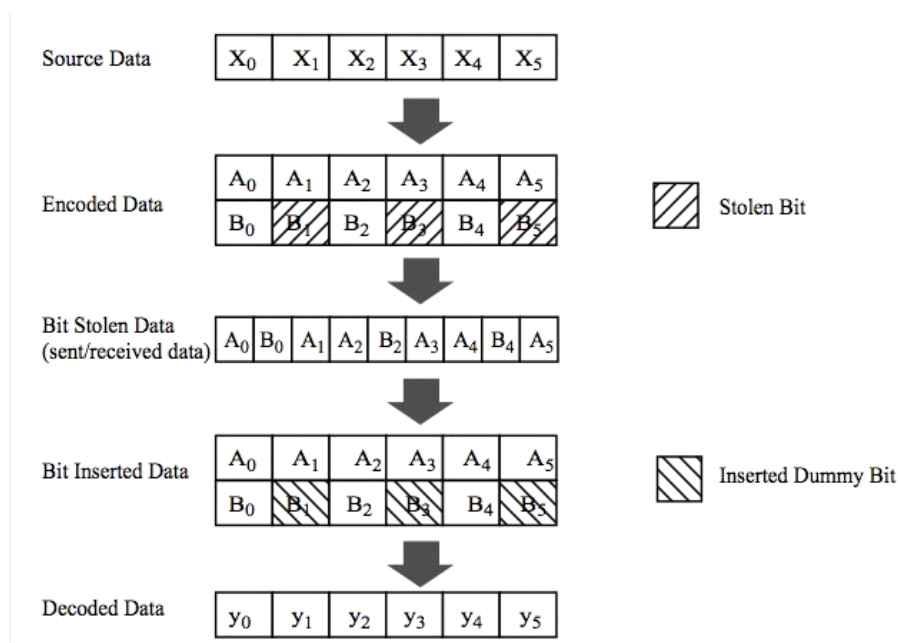 Source Data X₀ X₁ X₂ X₃ X₄ X₅
A₀ A₁ A₂ A₃ A₄ A₅
Encoded Data
B₀ B₁ B₂ B₃ B₄ B₅
Stolen Bit
Bit Stolen Data
(sent/received data)
A₀ B₀ A₁ A₂ B₂ A₃ A₄ B₄ A₅
A₀ A₁ A₂ A₃ A₄ A₅
Bit Inserted Data
B₀ B₁ B₂ B₃ B₄ B₅
Inserted Dummy Bit
Decoded Data y₀ y₁ y₂ y₃ y₄ y₅